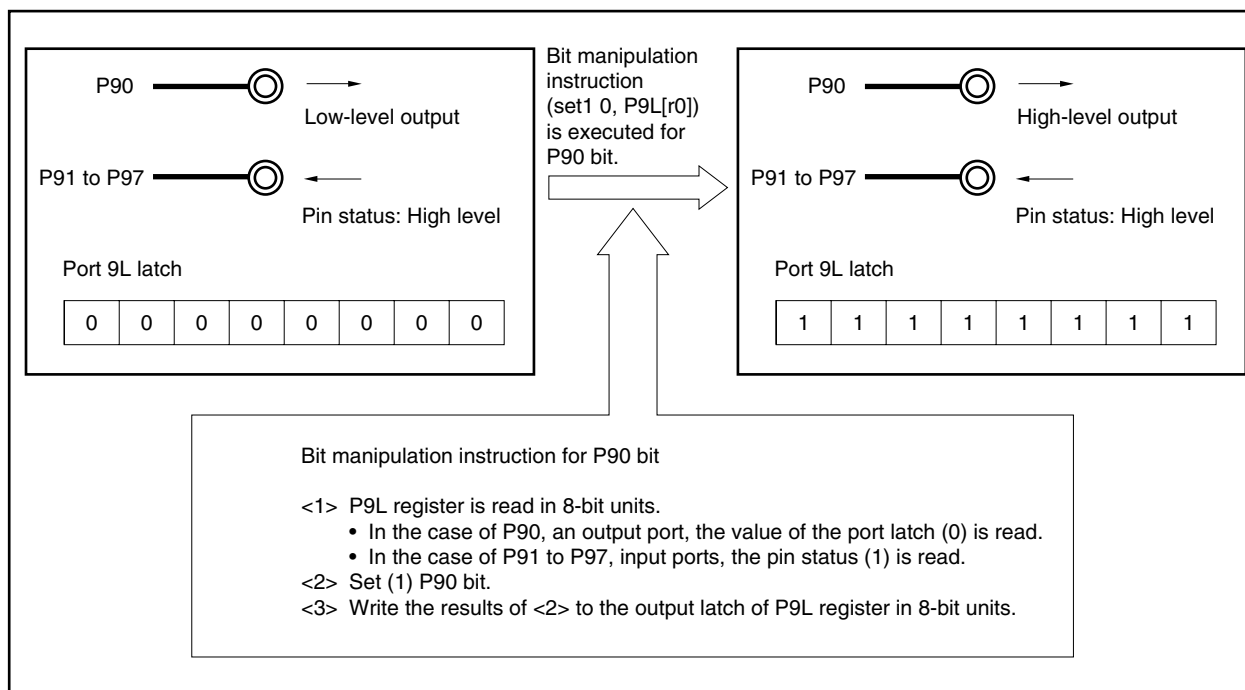 P90
Low-level output
P91 to P97
Pin status: High level
Port 9L latch
0 0 0 0 0 0 0 0
Bit manipulation
instruction
(set1 0, P9L[r0])
is executed for
P90 bit.
P90
High-level output
P91 to P97
Pin status: High level
Port 9L latch
1 1 1 1 1 1 1 1
Bit manipulation instruction for P90 bit
<1> P9L register is read in 8-bit units.
• In the case of P90, an output port, the value of the port latch (0) is read.
• In the case of P91 to P97, input ports, the pin status (1) is read.
<2> Set (1) P90 bit.
<3> Write the results of <2> to the output latch of P9L register in 8-bit units.